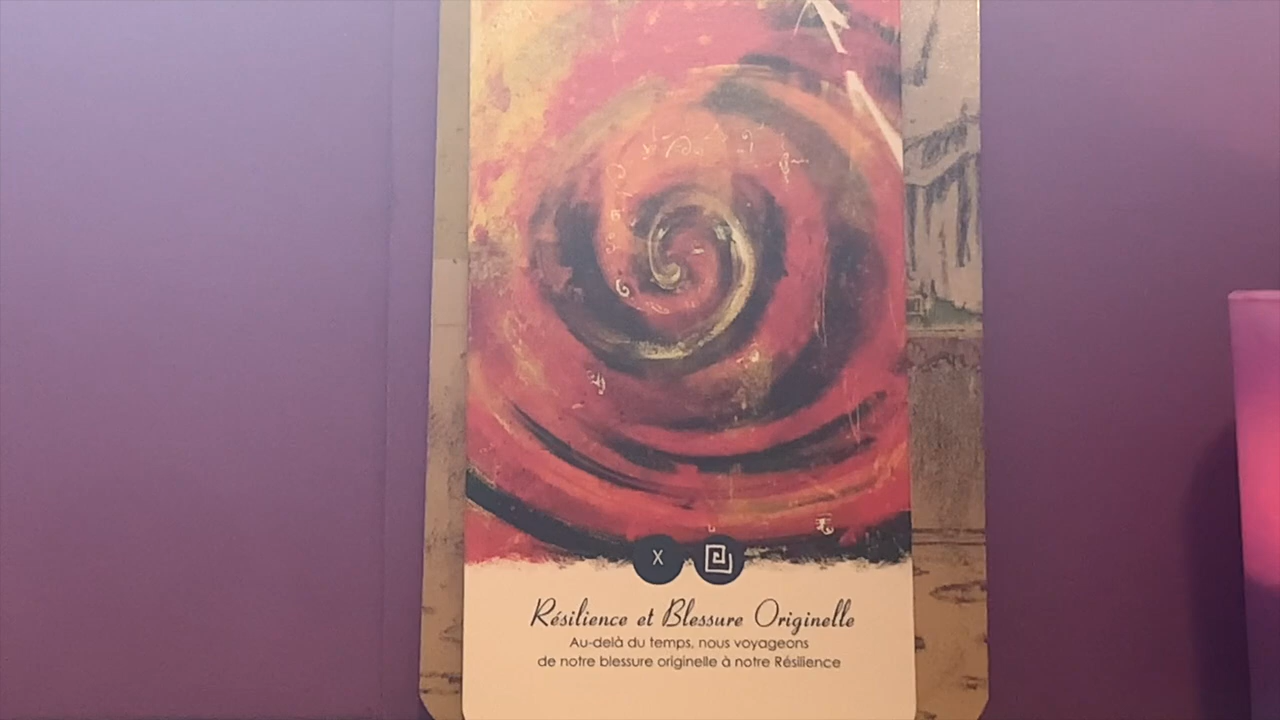 X
Résilience et Blessure Originelle
Au-delà du temps, nous voyageons
de notre blessure originelle à notre Résilience